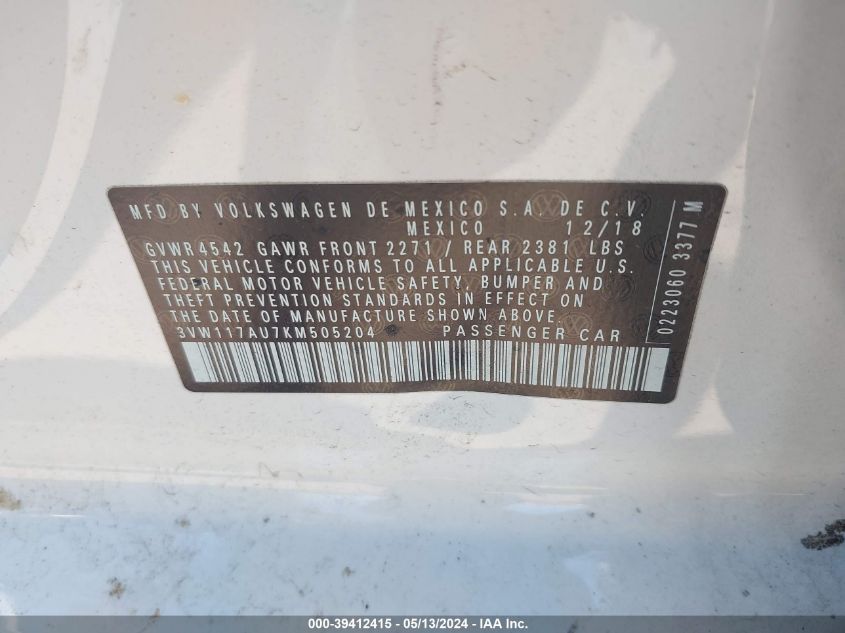 MFD BY VOLKSWAGEN DE MEXICO S.A. DE C.V.
MEXICO 12/18
GVWR 4542 GAWR FRONT 2271 / REAR 2381 LBS
THIS VEHICLE CONFORMS TO ALL APPLICABLE U.S.
FEDERAL MOTOR VEHICLE SAFETY, BUMPER AND
THEFT PREVENTION STANDARDS IN EFFECT ON
THE DATE OF MANUFACTURE SHOWN ABOVE.
3VW117AU7KM505204 PASSENGER CAR
0223060 3377 M
000-39412415 - 05/13/2024 - IAA Inc.